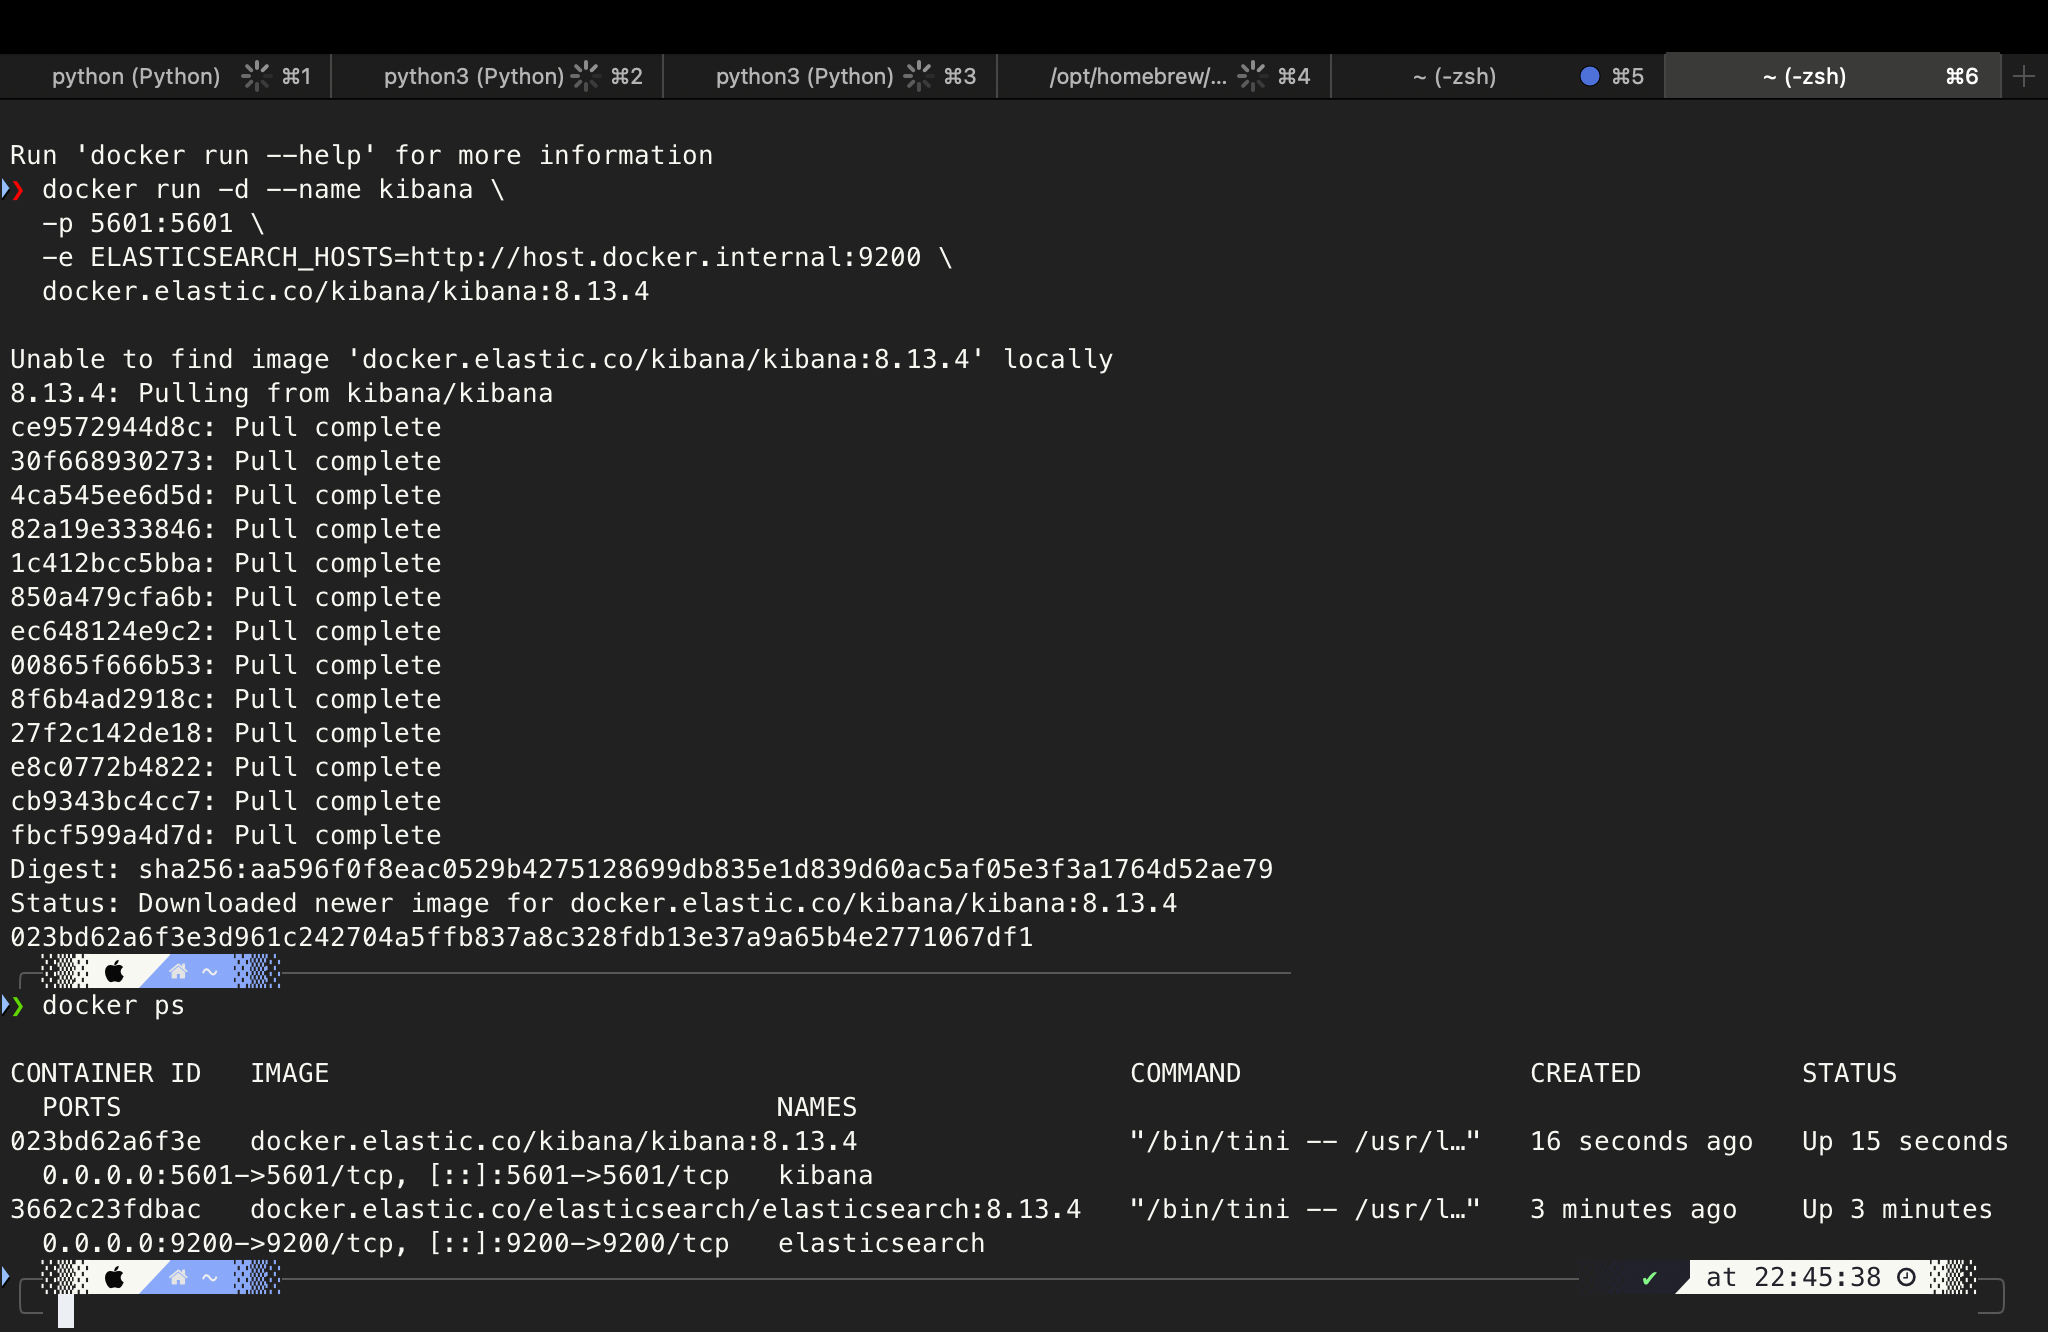 python (Python) ⌘1 python3 (Python) ⌘2 python3 (Python) ⌘3 /opt/homebrew/... ⌘4 ~ (-zsh) ⌘5 ~ (-zsh) ⌘6
Run 'docker run --help' for more information
❯ docker run -d --name kibana \
-p 5601:5601 \
-e ELASTICSEARCH_HOSTS=http://host.docker.internal:9200 \
docker.elastic.co/kibana/kibana:8.13.4
Unable to find image 'docker.elastic.co/kibana/kibana:8.13.4' locally
8.13.4: Pulling from kibana/kibana
ce9572944d8c: Pull complete
30f668930273: Pull complete
4ca545ee6d5d: Pull complete
82a19e333846: Pull complete
1c412bcc5bba: Pull complete
850a479cfa6b: Pull complete
ec648124e9c2: Pull complete
00865f666b53: Pull complete
8f6b4ad2918c: Pull complete
27f2c142de18: Pull complete
e8c0772b4822: Pull complete
cb9343bc4cc7: Pull complete
fbcf599a4d7d: Pull complete
Digest: sha256:aa596f0f8eac0529b4275128699db835e1d839d60ac5af05e3f3a1764d52ae79
Status: Downloaded newer image for docker.elastic.co/kibana/kibana:8.13.4
023bd62a6f3e3d961c242704a5ffb837a8c328fdb13e37a9a65b4e2771067df1
~
❯ docker ps
CONTAINER ID IMAGE COMMAND CREATED STATUS
PORTS NAMES
023bd62a6f3e docker.elastic.co/kibana/kibana:8.13.4 "/bin/tini -- /usr/l…" 16 seconds ago Up 15 seconds
0.0.0.0:5601->5601/tcp, [::]:5601->5601/tcp kibana
3662c23fdbac docker.elastic.co/elasticsearch/elasticsearch:8.13.4 "/bin/tini -- /usr/l…" 3 minutes ago Up 3 minutes
0.0.0.0:9200->9200/tcp, [::]:9200->9200/tcp elasticsearch
~ ✔ at 22:45:38